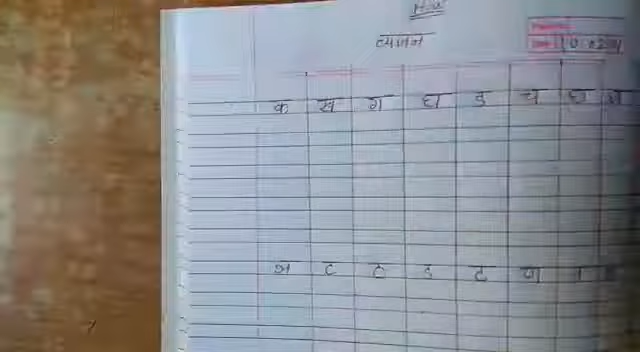 H.W
व्यंजन
क ख ग घ ङ च छ
ञ ट ठ ड ढ ण